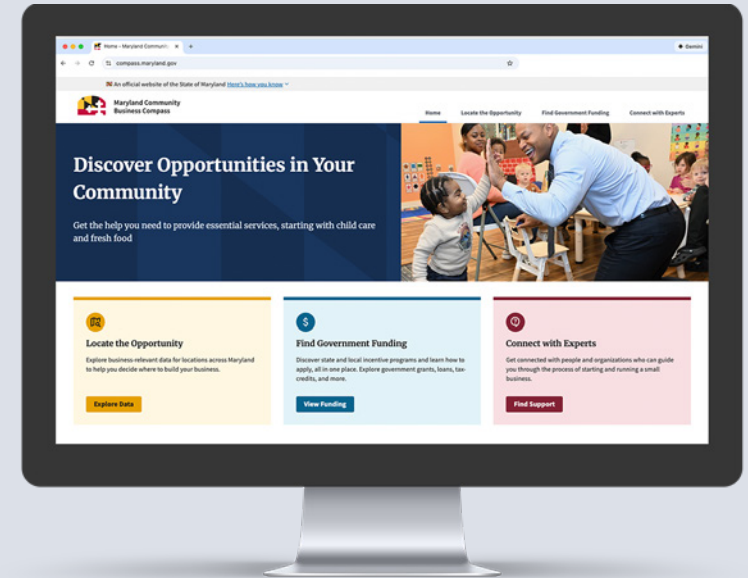 Home - Maryland Communit
Gemini
compass.maryland.gov
An official website of the State of Maryland Here's how you know
Maryland Community
Business Compass
Home Locate the Opportunity Find Government Funding Connect with Experts
Discover Opportunities in Your
Community
Get the help you need to provide essential services, starting with child care
and fresh food
Locate the Opportunity
Explore business-relevant data for locations across Maryland
to help you decide where to build your business.
Explore Data
$
Find Government Funding
Discover state and local incentive programs and learn how to
apply, all in one place. Explore government grants, loans, tax-
credits, and more.
View Funding
Connect with Experts
Get connected with people and organizations who can guide
you through the process of starting and running a small
business.
Find Support